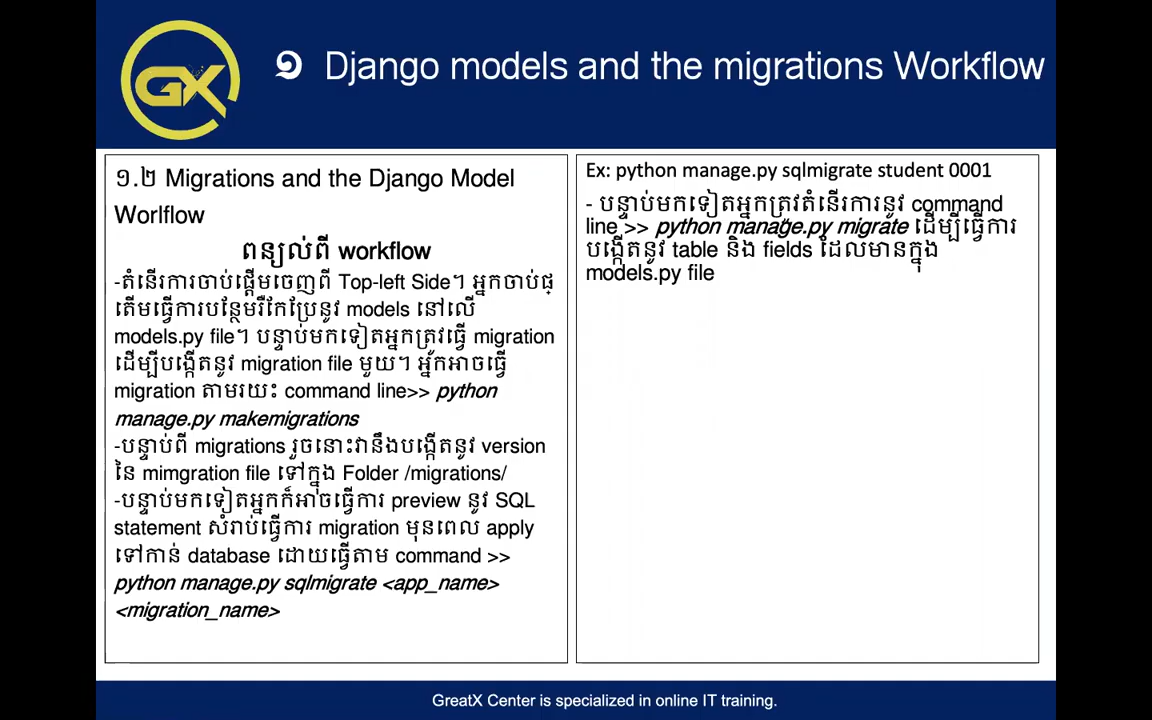 GX
១ Django models and the migrations Workflow
១.២ Migrations and the Django Model
Worlflow
ពន្យល់ពី workflow
-តំនើរការចាប់ផ្តើមចេញពី Top-left Side។ អ្នកចាប់ផ្
តើមធ្វើការបន្ថែមរឺកែប្រែនូវ models នៅលើ
models.py file។ បន្ទាប់មកទៀតអ្នកត្រូវធ្វើ migration
ដើម្បីបង្កើតនូវ migration file មួយ។ អ្នកអាចធ្វើ
migration តាមរយះ command line>> python
manage.py makemigrations
-បន្ទាប់ពី migrations រួចនោះវានឹងបង្កើតនូវ version
នៃ mimgration file ទៅក្នុង Folder /migrations/
-បន្ទាប់មកទៀតអ្នកក៏អាចធ្វើការ preview នូវ SQL
statement សំរាប់ធ្វើការ migration មុនពេល apply
ទៅកាន់ database ដោយធ្វើតាម command >>
python manage.py sqlmigrate <app_name>
<migration_name>
Ex: python manage.py sqlmigrate student 0001
- បន្ទាប់មកទៀតអ្នកត្រូវតំនើរការនូវ command
line >> python manage.py migrate ដើម្បីធ្វើការ
បង្កើតនូវ table និង fields ដែលមានក្នុង
models.py file
GreatX Center is specialized in online IT training.